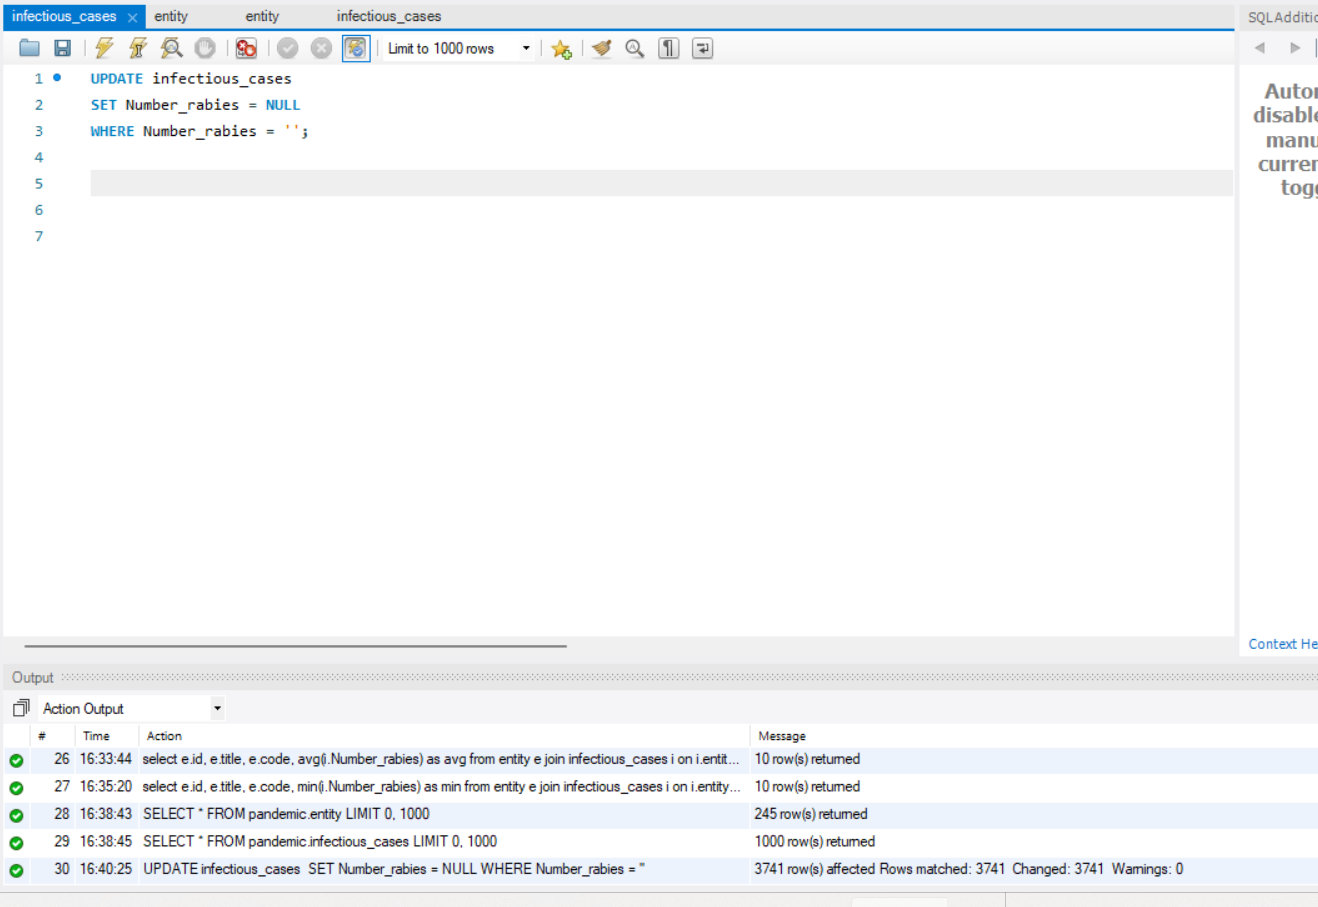 infectious_cases × entity entity infectious_cases SQLAdditio
Limit to 1000 rows
1 UPDATE infectious_cases
2 SET Number_rabies = NULL
3 WHERE Number_rabies = '';
4
5
6
7
Autor
disable
manu
currer
togg
Context He
Output
Action Output
# Time Action Message
26 16:33:44 select e.id, e.title, e.code, avg(i.Number_rabies) as avg from entity e join infectious_cases i on i.entit... 10 row(s) returned
27 16:35:20 select e.id, e.title, e.code, min(i.Number_rabies) as min from entity e join infectious_cases i on i.entity... 10 row(s) returned
28 16:38:43 SELECT * FROM pandemic.entity LIMIT 0, 1000 245 row(s) returned
29 16:38:45 SELECT * FROM pandemic.infectious_cases LIMIT 0, 1000 1000 row(s) returned
30 16:40:25 UPDATE infectious_cases SET Number_rabies = NULL WHERE Number_rabies = '' 3741 row(s) affected Rows matched: 3741 Changed: 3741 Warnings: 0